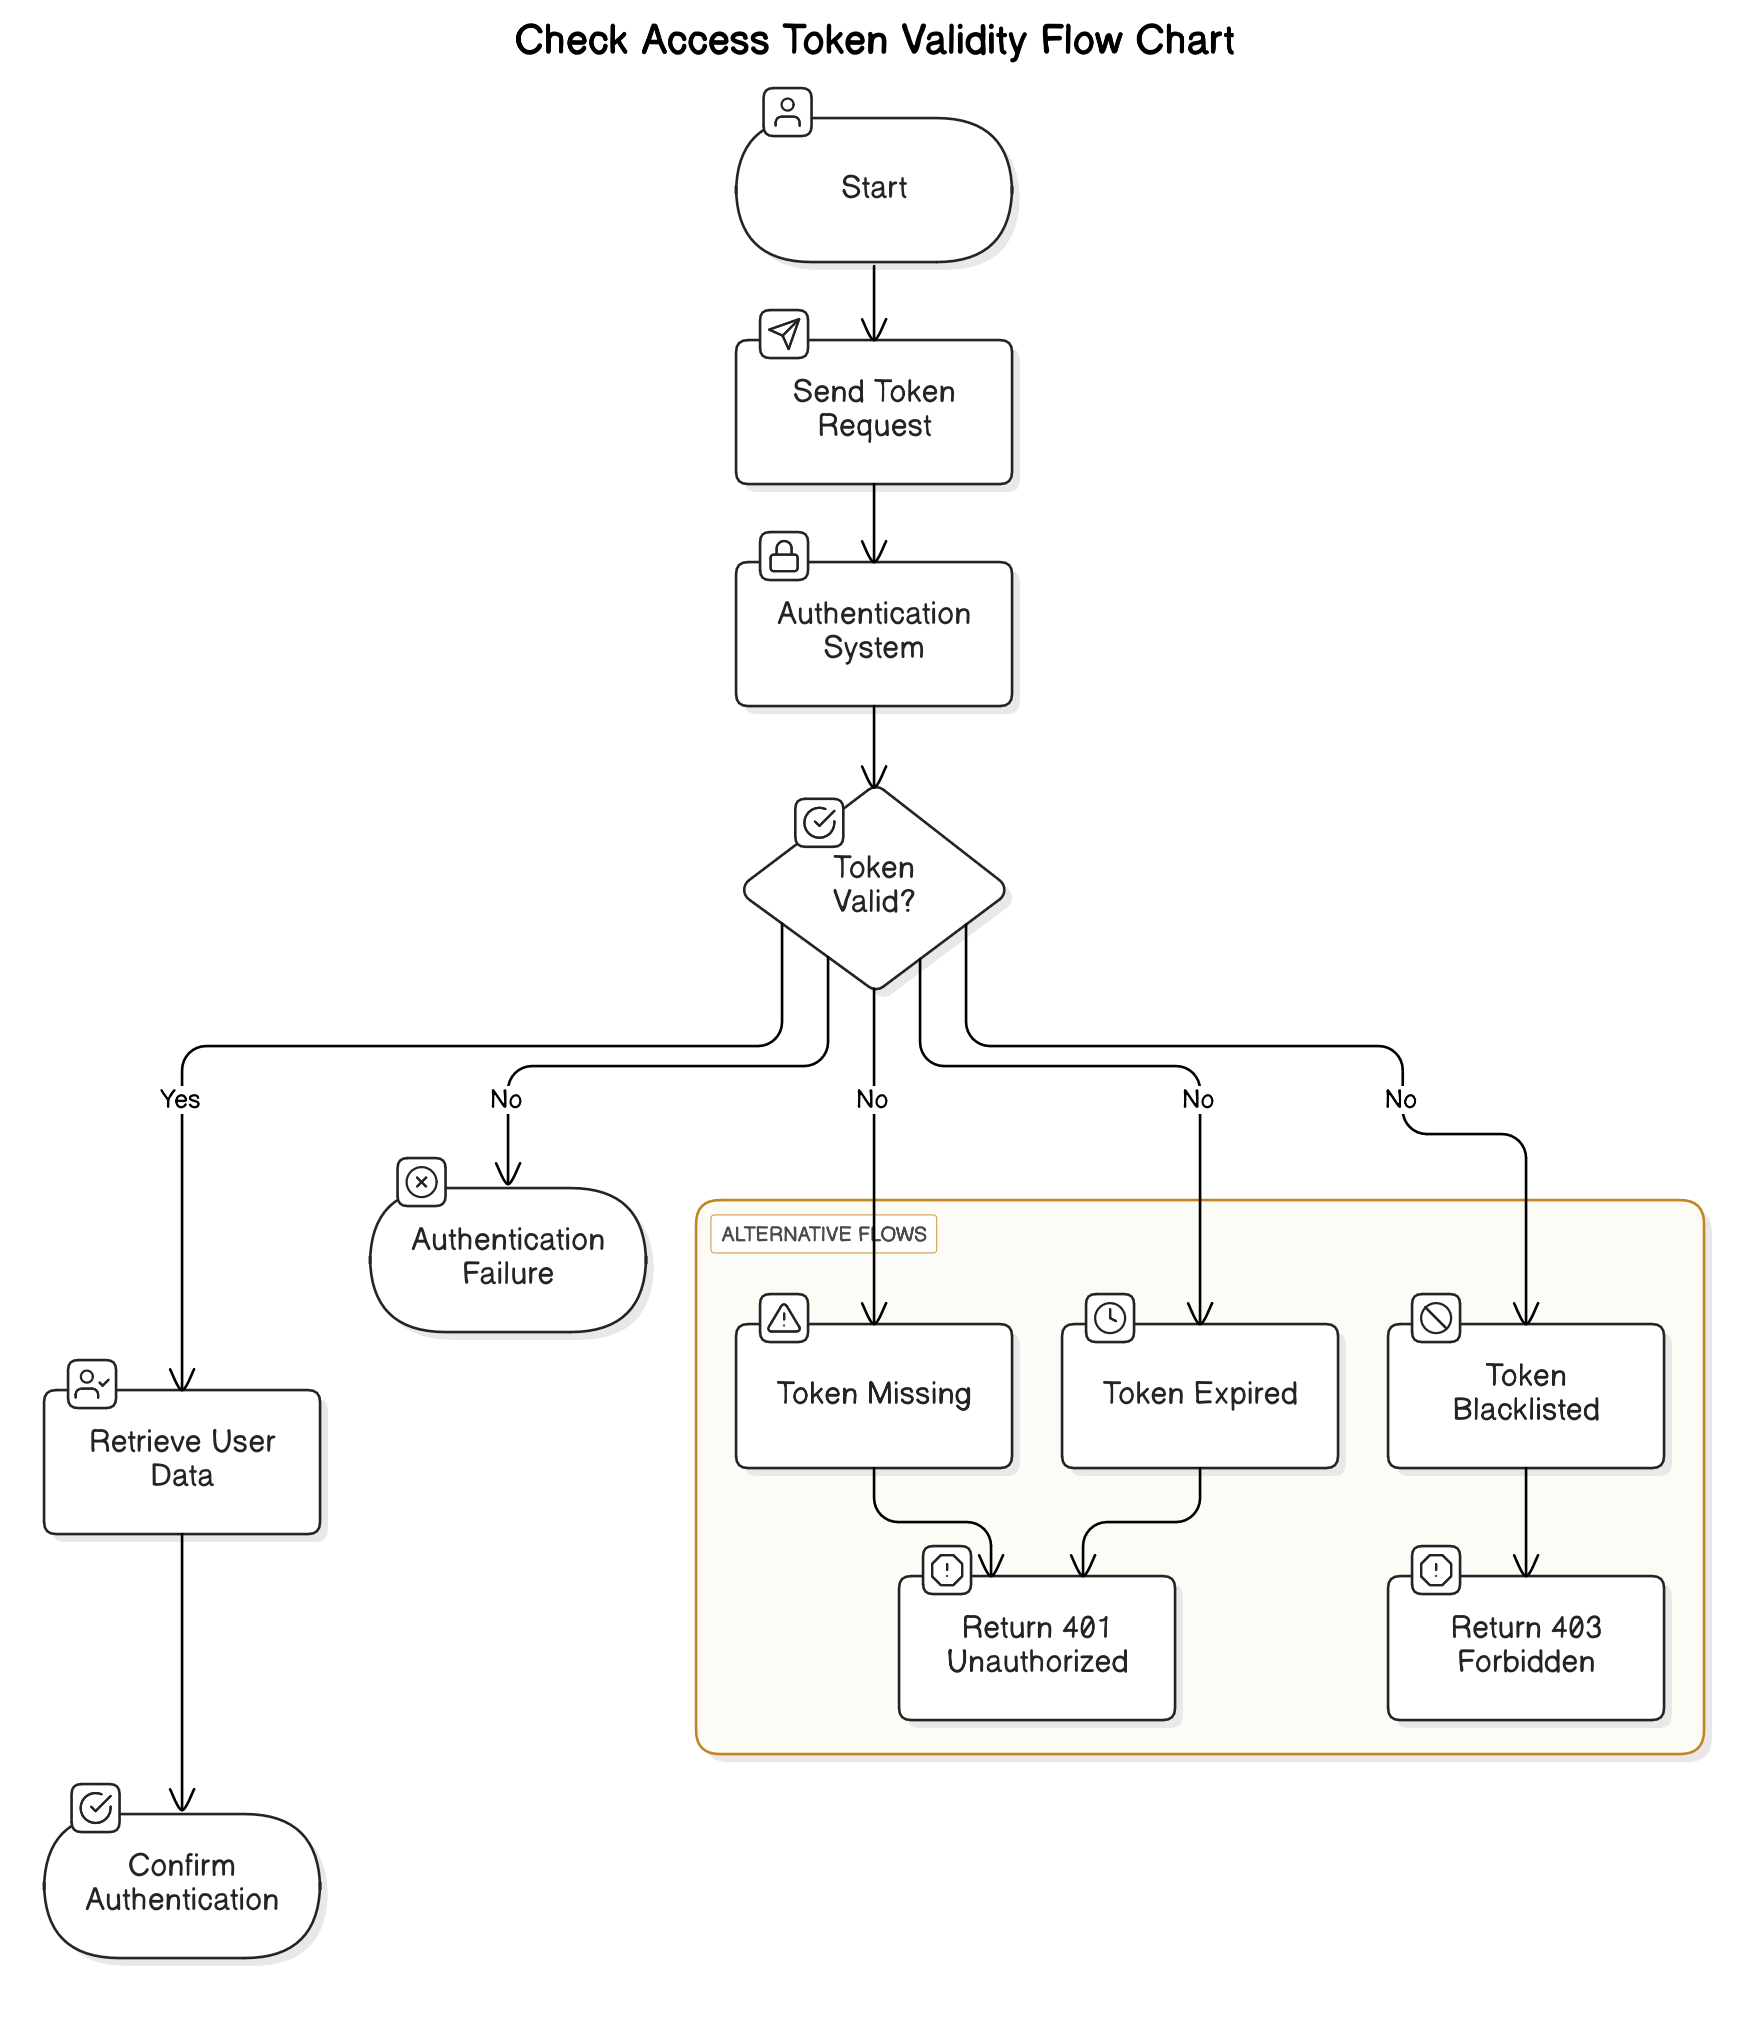 Check Access Token Validity Flow Chart
Start
Send Token
Request
Authentication
System
Token
Valid?
Yes
No
No
No
No
Authentication
Failure
ALTERNATIVE FLOWS
Token Missing
Token Expired
Token
Blacklisted
Retrieve User
Data
Return 401
Unauthorized
Return 403
Forbidden
Confirm
Authentication